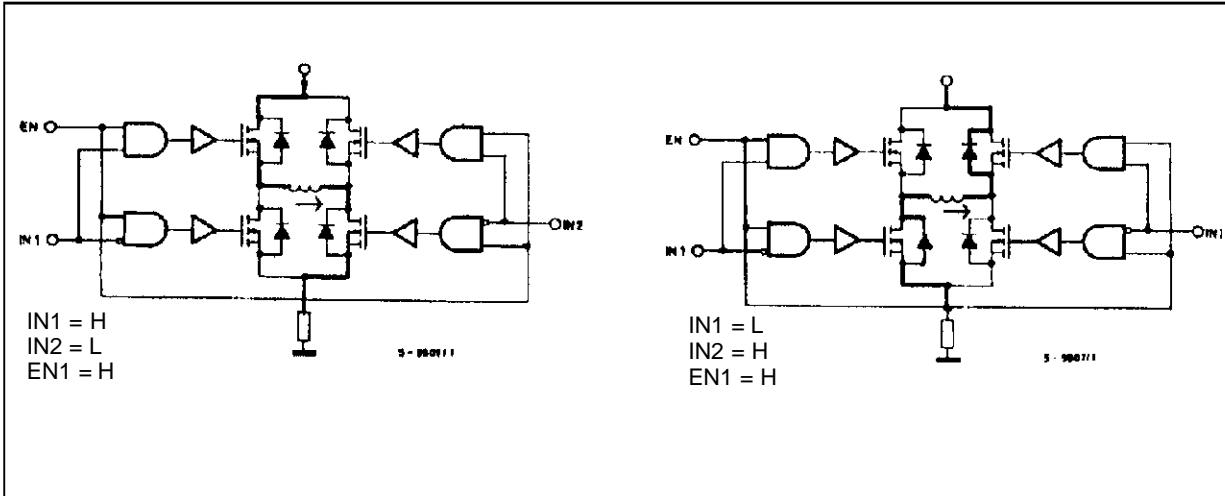 EN
IN1
IN2
IN1 = H
IN2 = L
EN1 = H
EN
IN1
IN1 = L
IN2 = H
EN1 = H